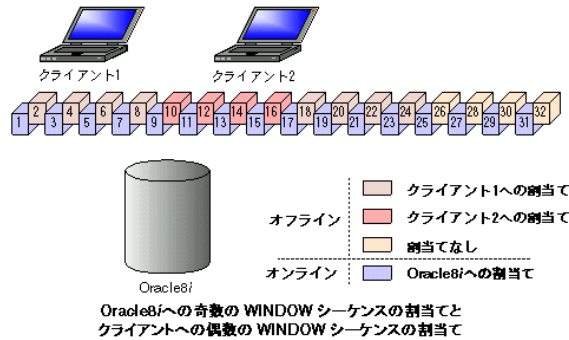 クライアント1 クライアント2
2 4 6 8 10 12 14 16 18 20 22 24 26 28 30 32
1 3 5 7 9 11 13 15 17 19 21 23 25 27 29 31
オフライン
クライアント1への割当て
クライアント2への割当て
割当てなし
オンライン Oracle8iへの割当て
Oracle8i
Oracle8iへの奇数の WINDOW シーケンスの割当てと
クライアントへの偶数の WINDOW シーケンスの割当て